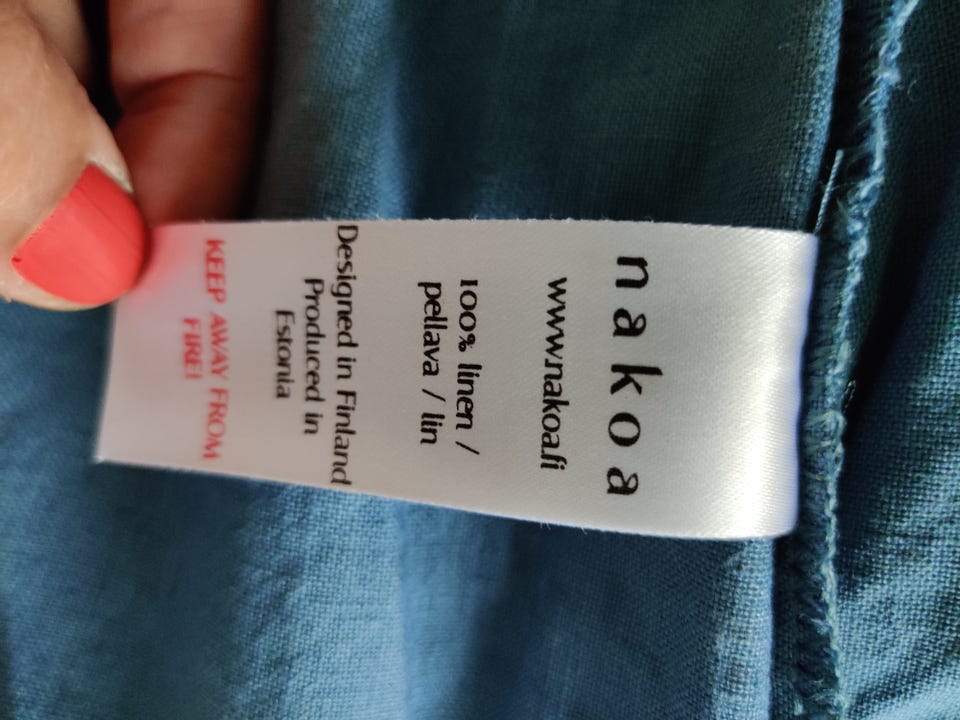 nakoa
www.nakoa.fi
100% linen /
pellava / lin
Designed in Finland
Produced in
Estonia
KEEP AWAY FROM
FIRE!